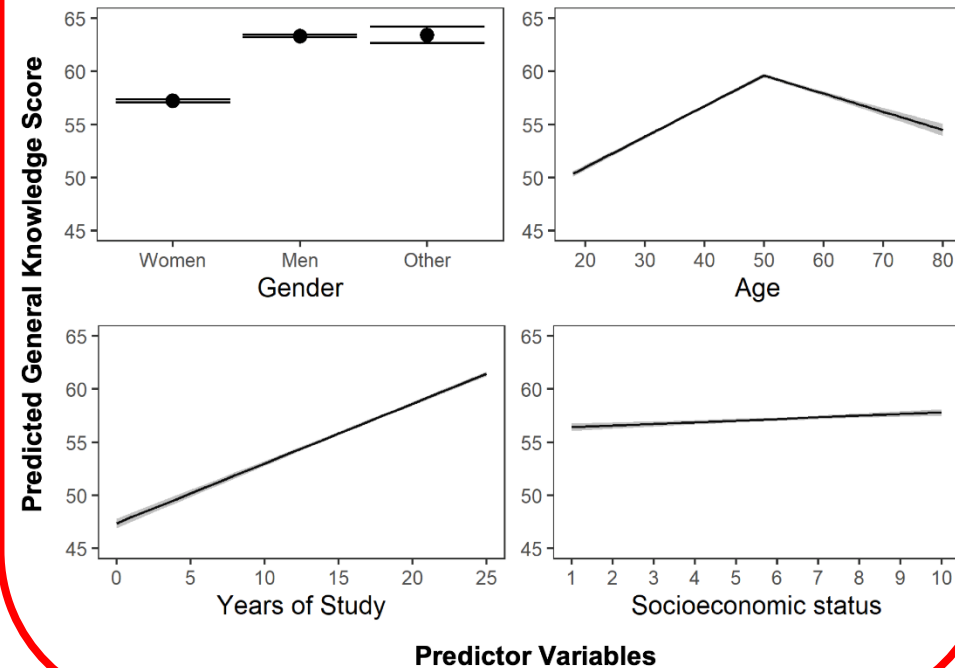 Predicted General Knowledge Score
65
60
55
50
45
Women Men Other
Gender
20 30 40 50 60 70 80
Age
65
60
55
50
45
65
60
55
50
45
0 5 10 15 20 25
Years of Study
65
60
55
50
45
1 2 3 4 5 6 7 8 9 10
Socioeconomic status
Predictor Variables